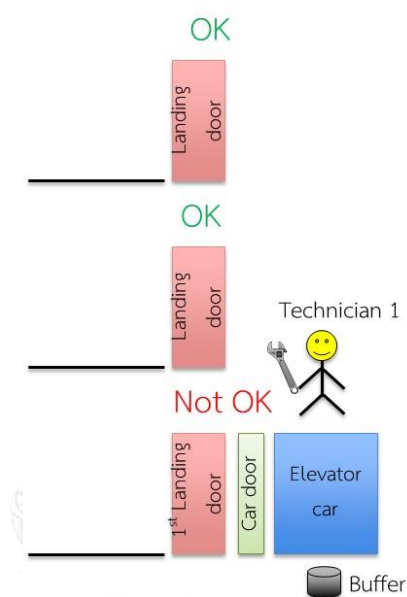 OK
Landing
door
OK
Landing
door
Technician 1
Not OK
1st Landing
door
Car door
Elevator
car
Buffer